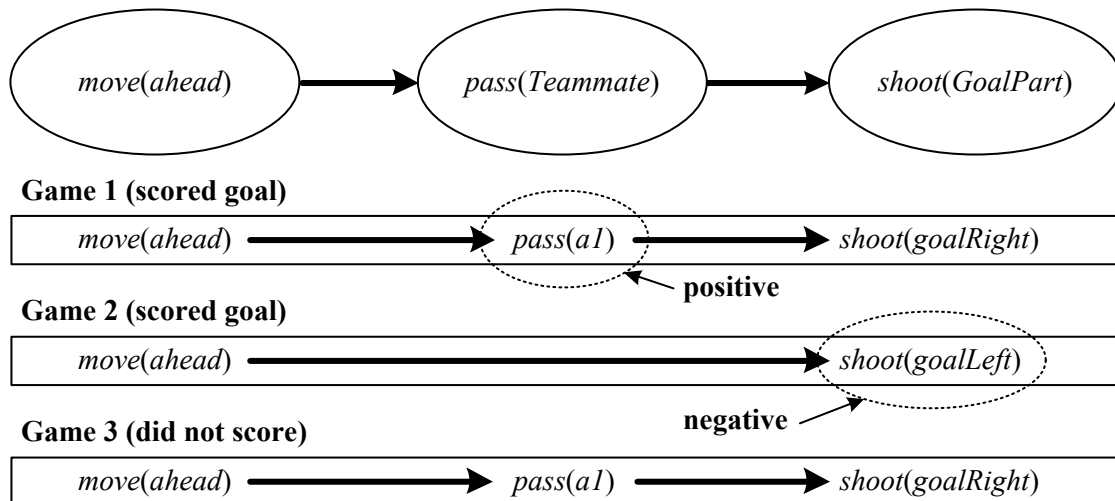 move(ahead) pass(Teammate) shoot(GoalPart)
Game 1 (scored goal)
move(ahead) pass(a1) shoot(goalRight)
positive
Game 2 (scored goal)
move(ahead) shoot(goalLeft)
negative
Game 3 (did not score)
move(ahead) pass(a1) shoot(goalRight)